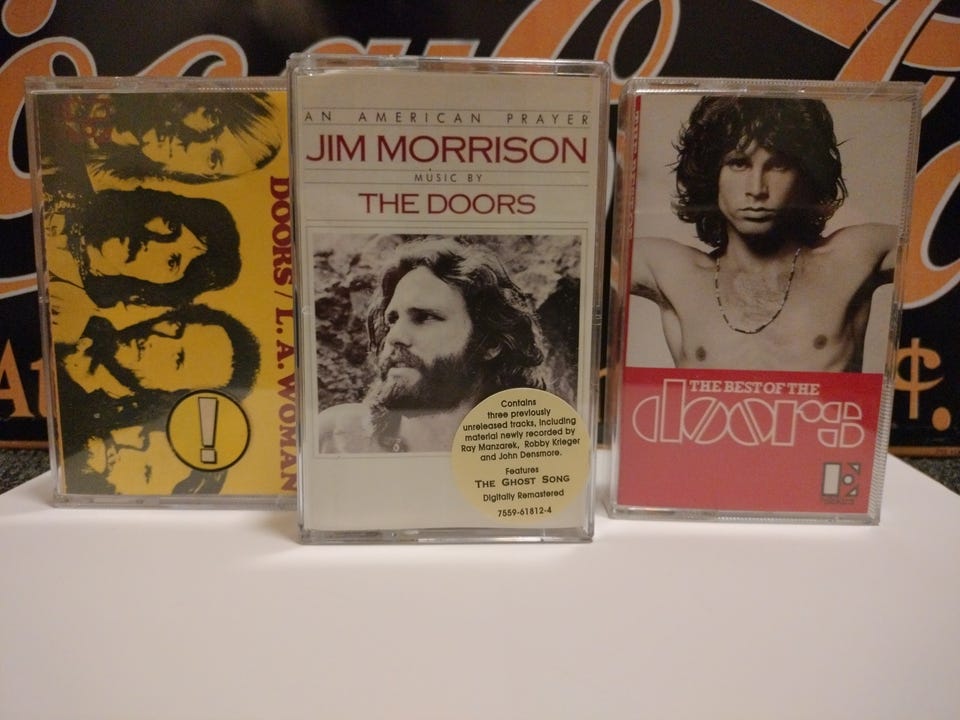 DOORS / L.A. WOMAN
!
AN AMERICAN PRAYER
JIM MORRISON
MUSIC BY
THE DOORS
Contains
three previously
unreleased tracks, including
material newly recorded by
Ray Manzarek, Robby Krieger
and John Densmore.
Features
THE GHOST SONG
Digitally Remastered
7559-61812-4
THE BEST OF THE
doors
E
At
¢.